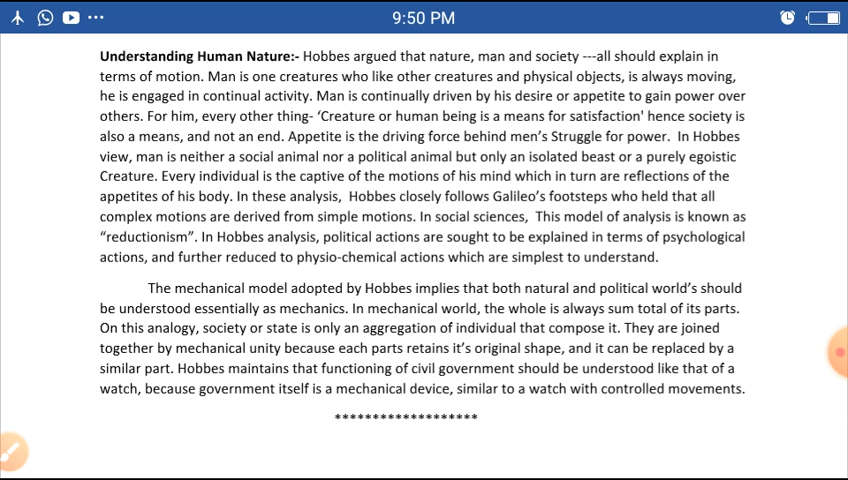 9:50 PM
Understanding Human Nature:- Hobbes argued that nature, man and society ---all should explain in
terms of motion. Man is one creatures who like other creatures and physical objects, is always moving,
he is engaged in continual activity. Man is continually driven by his desire or appetite to gain power over
others. For him, every other thing- ‘Creature or human being is a means for satisfaction' hence society is
also a means, and not an end. Appetite is the driving force behind men’s Struggle for power. In Hobbes
view, man is neither a social animal nor a political animal but only an isolated beast or a purely egoistic
Creature. Every individual is the captive of the motions of his mind which in turn are reflections of the
appetites of his body. In these analysis, Hobbes closely follows Galileo’s footsteps who held that all
complex motions are derived from simple motions. In social sciences, This model of analysis is known as
“reductionism”. In Hobbes analysis, political actions are sought to be explained in terms of psychological
actions, and further reduced to physio-chemical actions which are simplest to understand.
The mechanical model adopted by Hobbes implies that both natural and political world’s should
be understood essentially as mechanics. In mechanical world, the whole is always sum total of its parts.
On this analogy, society or state is only an aggregation of individual that compose it. They are joined
together by mechanical unity because each parts retains it’s original shape, and it can be replaced by a
similar part. Hobbes maintains that functioning of civil government should be understood like that of a
watch, because government itself is a mechanical device, similar to a watch with controlled movements.
*******************